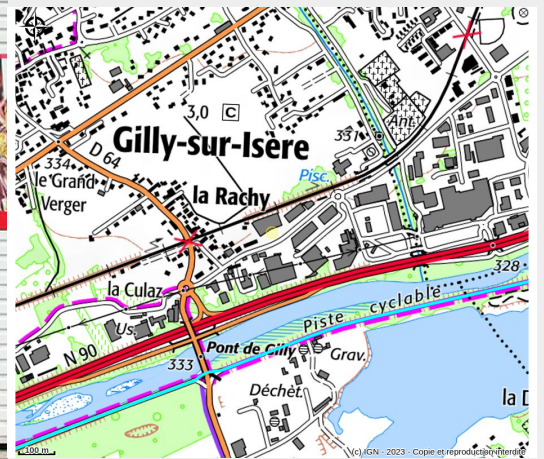 3,0 C
Ant.
331
Gilly-sur-Isère
D 64
334
Pisc.
le Grand
Verger
la Rachy
328
la Culaz
Us.
Piste cyclable
N 90
Pont de Gilly
333
Grav.
Déchèt.
la D
100 m
(c) IGN - 2023 - Copie et reproduction interdite